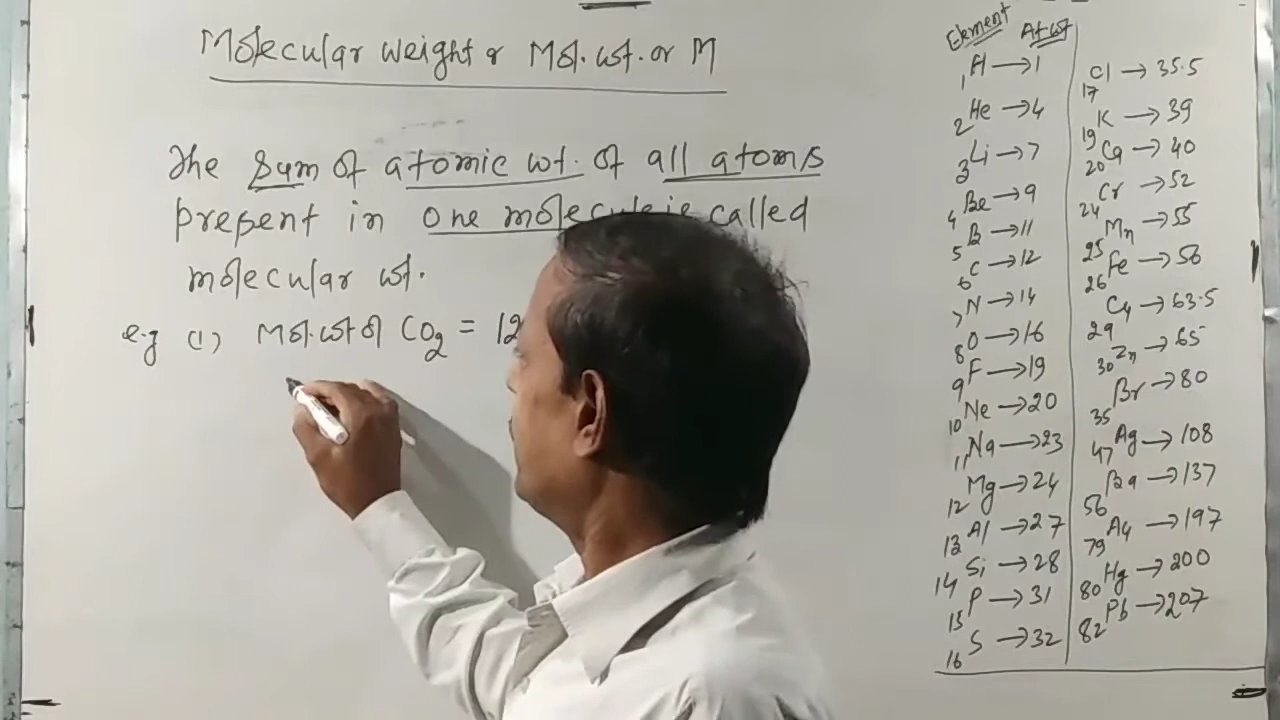 Molecular weight or Mol. wt. or M
The Sum of atomic wt. of all atoms
present in one molecule is called
molecular wt.
e.g (1) Mol. wt of CO2 = 12
Element At wt
1 H → 1
2 He → 4
3 Li → 7
4 Be → 9
5 B → 11
6 C → 12
7 N → 14
8 O → 16
9 F → 19
10 Ne → 20
11 Na → 23
12 Mg → 24
13 Al → 27
14 Si → 28
15 P → 31
16 S → 32
17 Cl → 35.5
19 K → 39
20 Ca → 40
24 Cr → 52
25 Mn → 55
26 Fe → 56
29 Cu → 63.5
30 Zn → 65
35 Br → 80
47 Ag → 108
56 Ba → 137
79 Au → 197
80 Hg → 200
82 Pb → 207